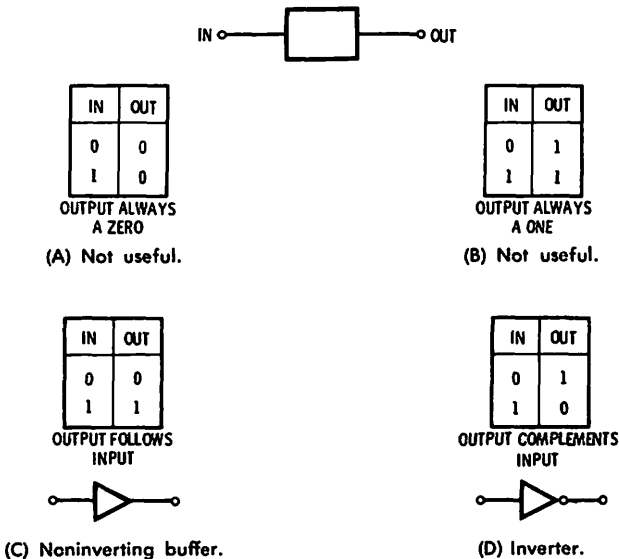 IN OUT
IN OUT
0 0
1 0
OUTPUT ALWAYS
A ZERO
(A) Not useful.
IN OUT
0 1
1 1
OUTPUT ALWAYS
A ONE
(B) Not useful.
IN OUT
0 0
1 1
OUTPUT FOLLOWS
INPUT
(C) Noninverting buffer.
IN OUT
0 1
1 0
OUTPUT COMPLEMENTS
INPUT
(D) Inverter.